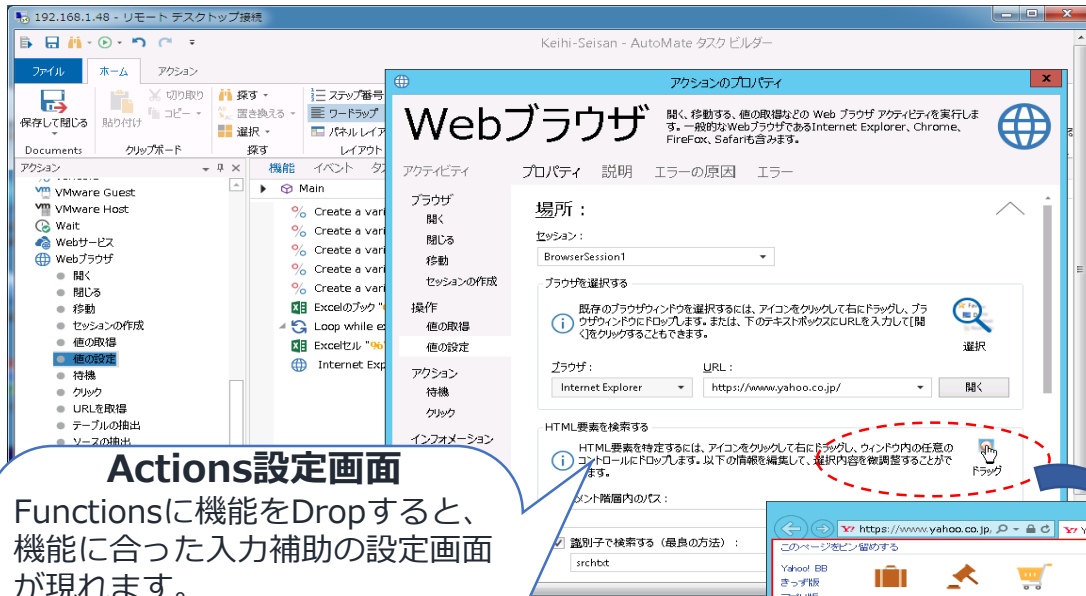 192.168.1.48 - リモート デスクトップ接続
Keihi-Seisan - AutoMate タスク ビルダー
ファイル
ホーム
アクション
保存して閉じる
貼り付け
切り取り
コピー
探す
置き換える
選択
ステップ番号
ワードラップ
パネルレイア
Documents
クリップボード
探す
レイアウト
アクション
VMware Guest
VMware Host
Wait
Webサービス
Webブラウザ
開く
閉じる
移動
セッションの作成
値の取得
値の設定
待機
クリック
URLを取得
テーブルの抽出
ソースの抽出
機能
イベント
Main
Create a vari
Create a vari
Create a vari
Create a vari
Create a vari
Excelのブック "
Loop while e
Excelセル "%
Internet Exp
アクションのプロパティ
Webブラウザ
開く、移動する、値の取得などの Web ブラウザ アクティビティを実行しま
す。一般的なWebブラウザであるInternet Explorer、Chrome、
FireFox、Safariも含みます。
アクティビティ
プロパティ
説明
エラーの原因
エラー
ブラウザ
開く
閉じる
移動
セッションの作成
操作
値の取得
値の設定
アクション
待機
クリック
インフォメーション
場所：
セッション：
BrowserSession1
ブラウザを選択する
既存のブラウザウィンドウを選択するには、アイコンをクリックして右にドラッグし、ブラ
ウザウィンドウにドロップします。または、下のテキストボックスにURLを入力して[開
く]をクリックすることもできます。
選択
ブラウザ：
URL：
Internet Explorer
https://www.yahoo.co.jp/
開く
HTML要素を検索する
HTML要素を特定するには、アイコンをクリックして右にドラッグし、ウィンドウ内の任意の
コントロールにドロップします。以下の情報を編集して、選択内容を微調整することがで
きます。
ドラッグ
メント階層内のパス：
識別子で検索する（最良の方法）：
srchtxt
Actions設定画面
Functionsに機能をDropすると、
機能に合った入力補助の設定画面
が現れます。
https://www.yahoo.co.jp,
このページをピン留めする
Yahoo! BB
きっず版